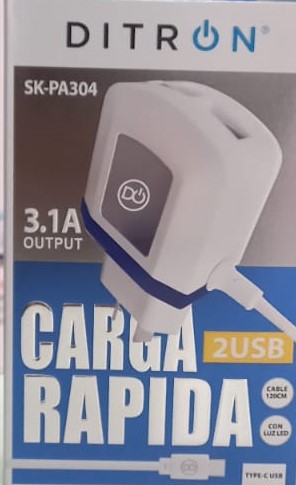 DITRON®
SK-PA304
3.1A
OUTPUT
CARGA
2USB
RAPIDA
CABLE
120CM
CON
LUZ LED
TYPE-C USB